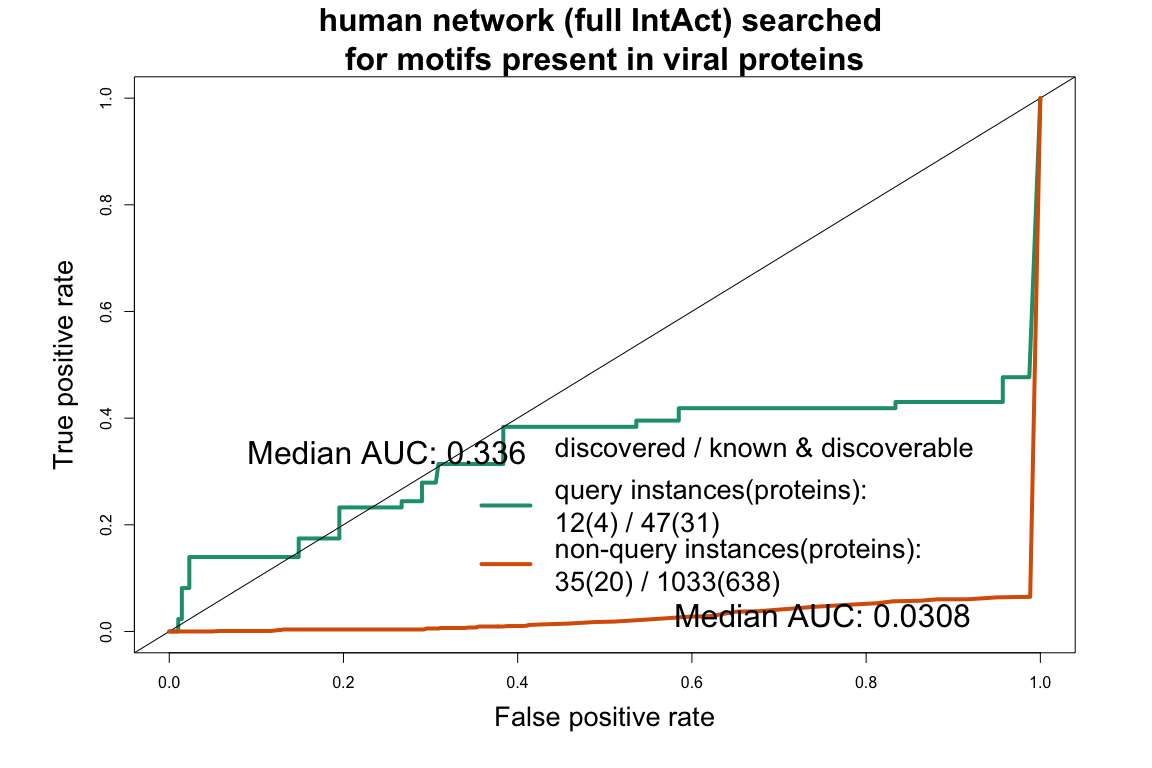 human network (full IntAct) searched
for motifs present in viral proteins
True positive rate
1.0
0.8
0.6
0.4
0.2
0.0
Median AUC: 0.336
discovered / known & discoverable
query instances(proteins):
12(4) / 47(31)
non-query instances(proteins):
35(20) / 1033(638)
Median AUC: 0.0308
0.0 0.2 0.4 0.6 0.8 1.0
False positive rate